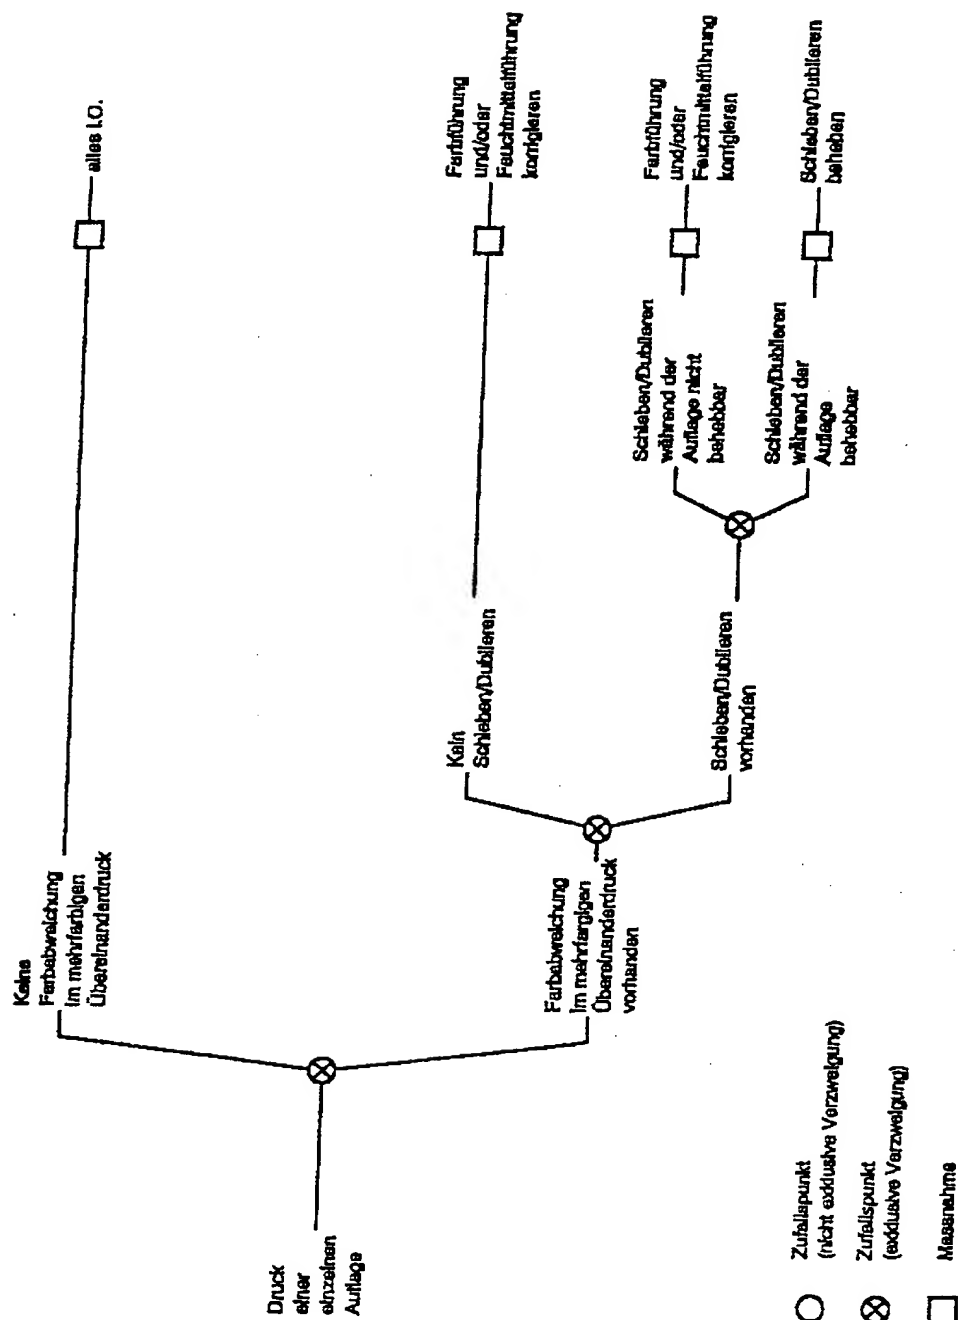 Druck
einer
einzelnen
Auflage
Keine
Farbabweichung
im mehrfarbigen
Übereinanderdruck
alles I.O.
Farbabweichung
im mehrfargigen
Übereinanderdruck
vorhanden
Kein
Schieben/Dublieren
Farbführung
und/oder
Feuchtmittelführung
korrigieren
Schieben/Dublieren
vorhanden
Schieben/Dublieren
während der
Auflage nicht
behebbar
Farbführung
und/oder
Feuchtmittelführung
korrigieren
Schieben/Dublieren
während der
Auflage
behebbar
Schieben/Dublieren
beheben
Zufallspunkt
(nicht exklusive Verzweigung)
Zufallspunkt
(exklusive Verzweigung)
Massnahme